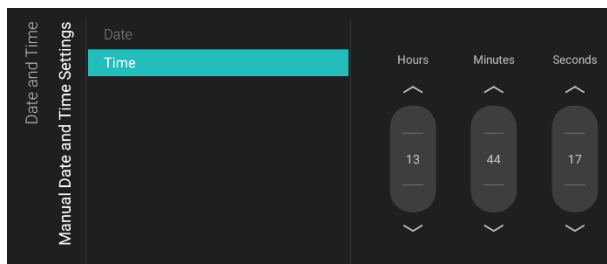 Date and Time
Manual Date and Time Settings
Date
Time
Hours Minutes Seconds
13 44 17